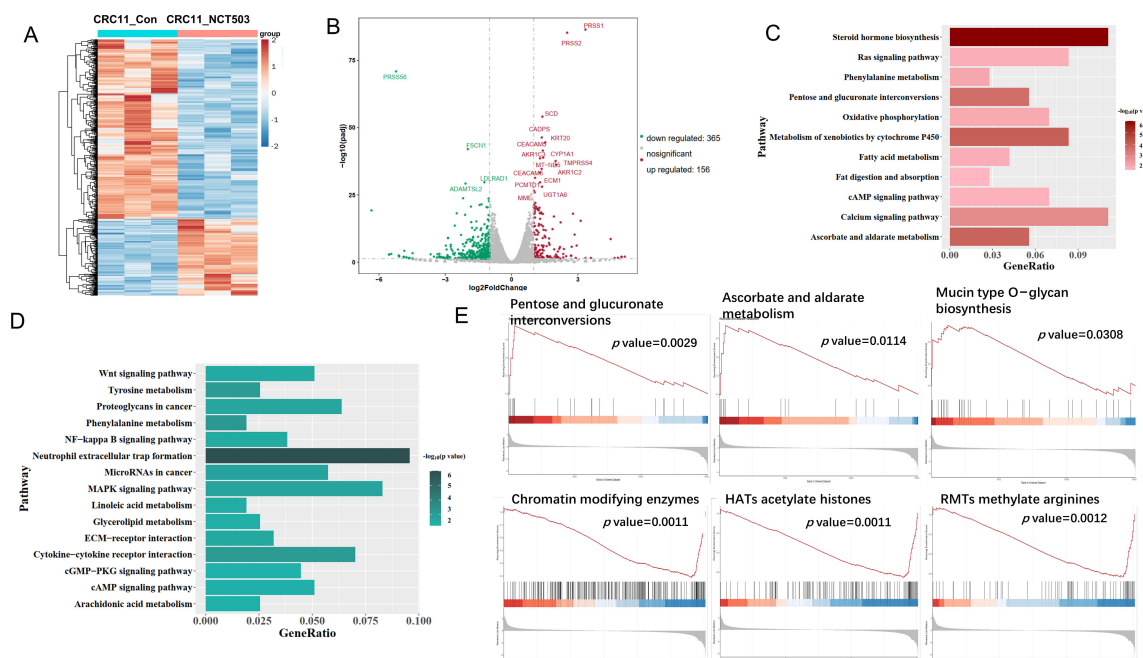 A
CRC11_Con CRC11_NCT503
group
2
1
0
-1
-2
B
PRSS1
PRSS2
PRSS56
SCD
CADPS
KRT20
FSCN1
AKR1C3
CYP1A1
TMPRSS4
AKR1C2
LDLRAD1
ECM1
ADAMTSL2
PCMTD1
UGT1A6
75
50
25
0
-log10(padj)
-6
-3
0
3
log2FoldChange
down regulated: 365
nosignificant
up regulated: 156
C
Steroid hormone biosynthesis
Ras signaling pathway
Phenylalanine metabolism
Pentose and glucuronate interconversions
Oxidative phosphorylation
Metabolism of xenobiotics by cytochrome P450
Fatty acid metabolism
Fat digestion and absorption
cAMP signaling pathway
Calcium signaling pathway
Ascorbate and aldarate metabolism
Pathway
0.00 0.03 0.06 0.09
GeneRatio
-log₁₀(p v
D
Wnt signaling pathway
Tyrosine metabolism
Proteoglycans in cancer
Phenylalanine metabolism
NF-kappa B signaling pathway
Neutrophil extracellular trap formation
MicroRNAs in cancer
MAPK signaling pathway
Linoleic acid metabolism
Glycerolipid metabolism
ECM-receptor interaction
Cytokine-cytokine receptor interaction
cGMP-PKG signaling pathway
cAMP signaling pathway
Arachidonic acid metabolism
Pathway
0.000 0.025 0.050 0.075 0.100
GeneRatio
-log₁₀(p value)
6
5
4
3
2
E
Pentose and glucuronate
interconversions
p value=0.0029
Ascorbate and aldarate
metabolism
p value=0.0114
Mucin type O-glycan
biosynthesis
p value=0.0308
Chromatin modifying enzymes
p value=0.0011
HATs acetylate histones
p value=0.0011
RMTs methylate arginines
p value=0.0012